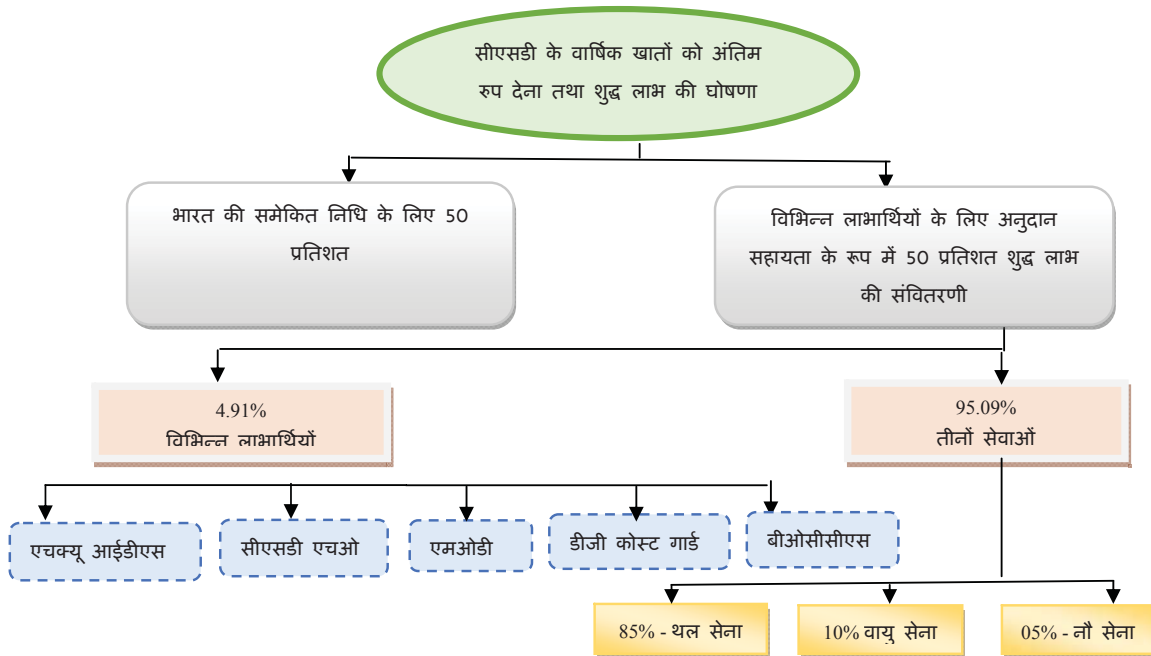 सीएसडी के वार्षिक खातों को अंतिम
रुप देना तथा शुद्ध लाभ की घोषणा
भारत की समेकित निधि के लिए 50
प्रतिशत
विभिन्न लाभार्थियों के लिए अनुदान
सहायता के रूप में 50 प्रतिशत शुद्ध लाभ
की संवितरणी
4.91%
विभिन्न लाभार्थियों
95.09%
तीनों सेवाओं
एचक्यू आईडीएस
सीएसडी एचओ
एमओडी
डीजी कोस्ट गार्ड
बीओसीसीएस
85% - थल सेना
10% वायु सेना
05% - नौ सेना